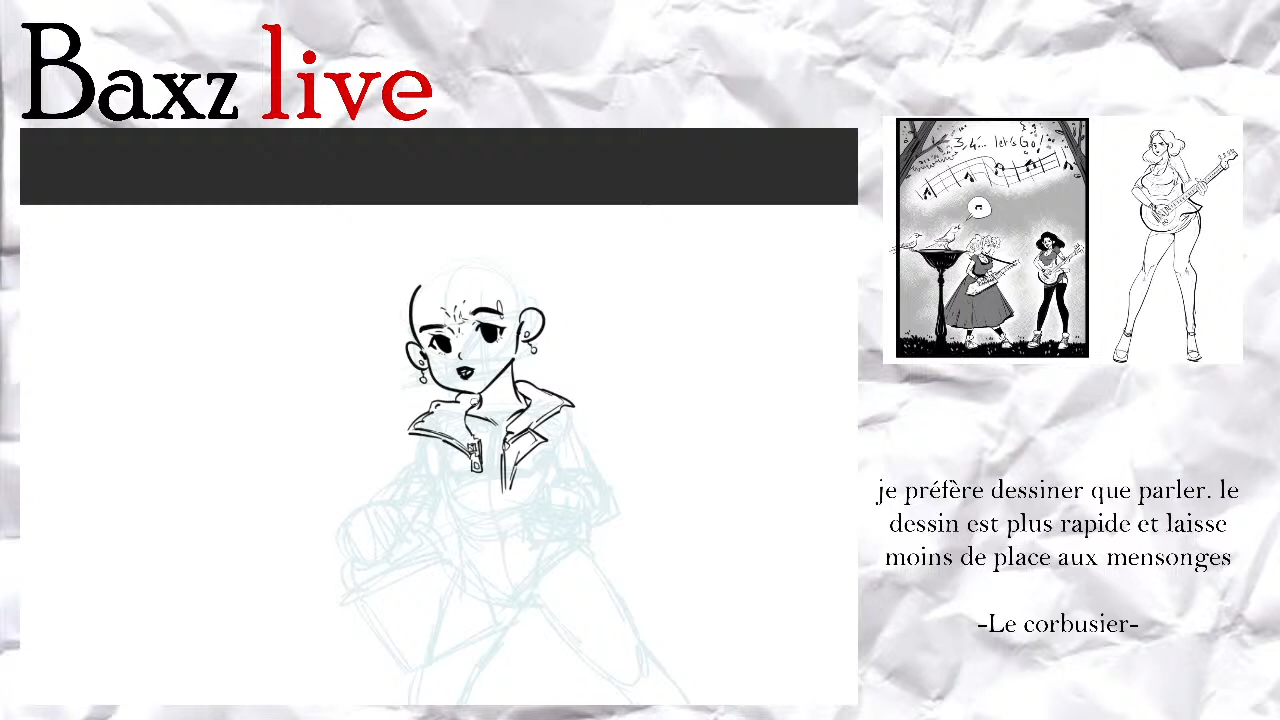 Baxz live
3,4... let's Go!
je préfère dessiner que parler. le
dessin est plus rapide et laisse
moins de place aux mensonges
-Le corbusier-